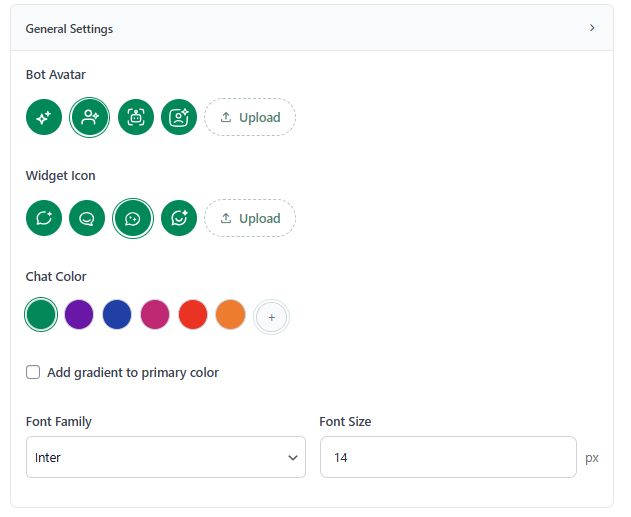 General Settings
Bot Avatar
Upload
Widget Icon
Upload
Chat Color
+
Add gradient to primary color
Font Family Font Size
Inter 14 px